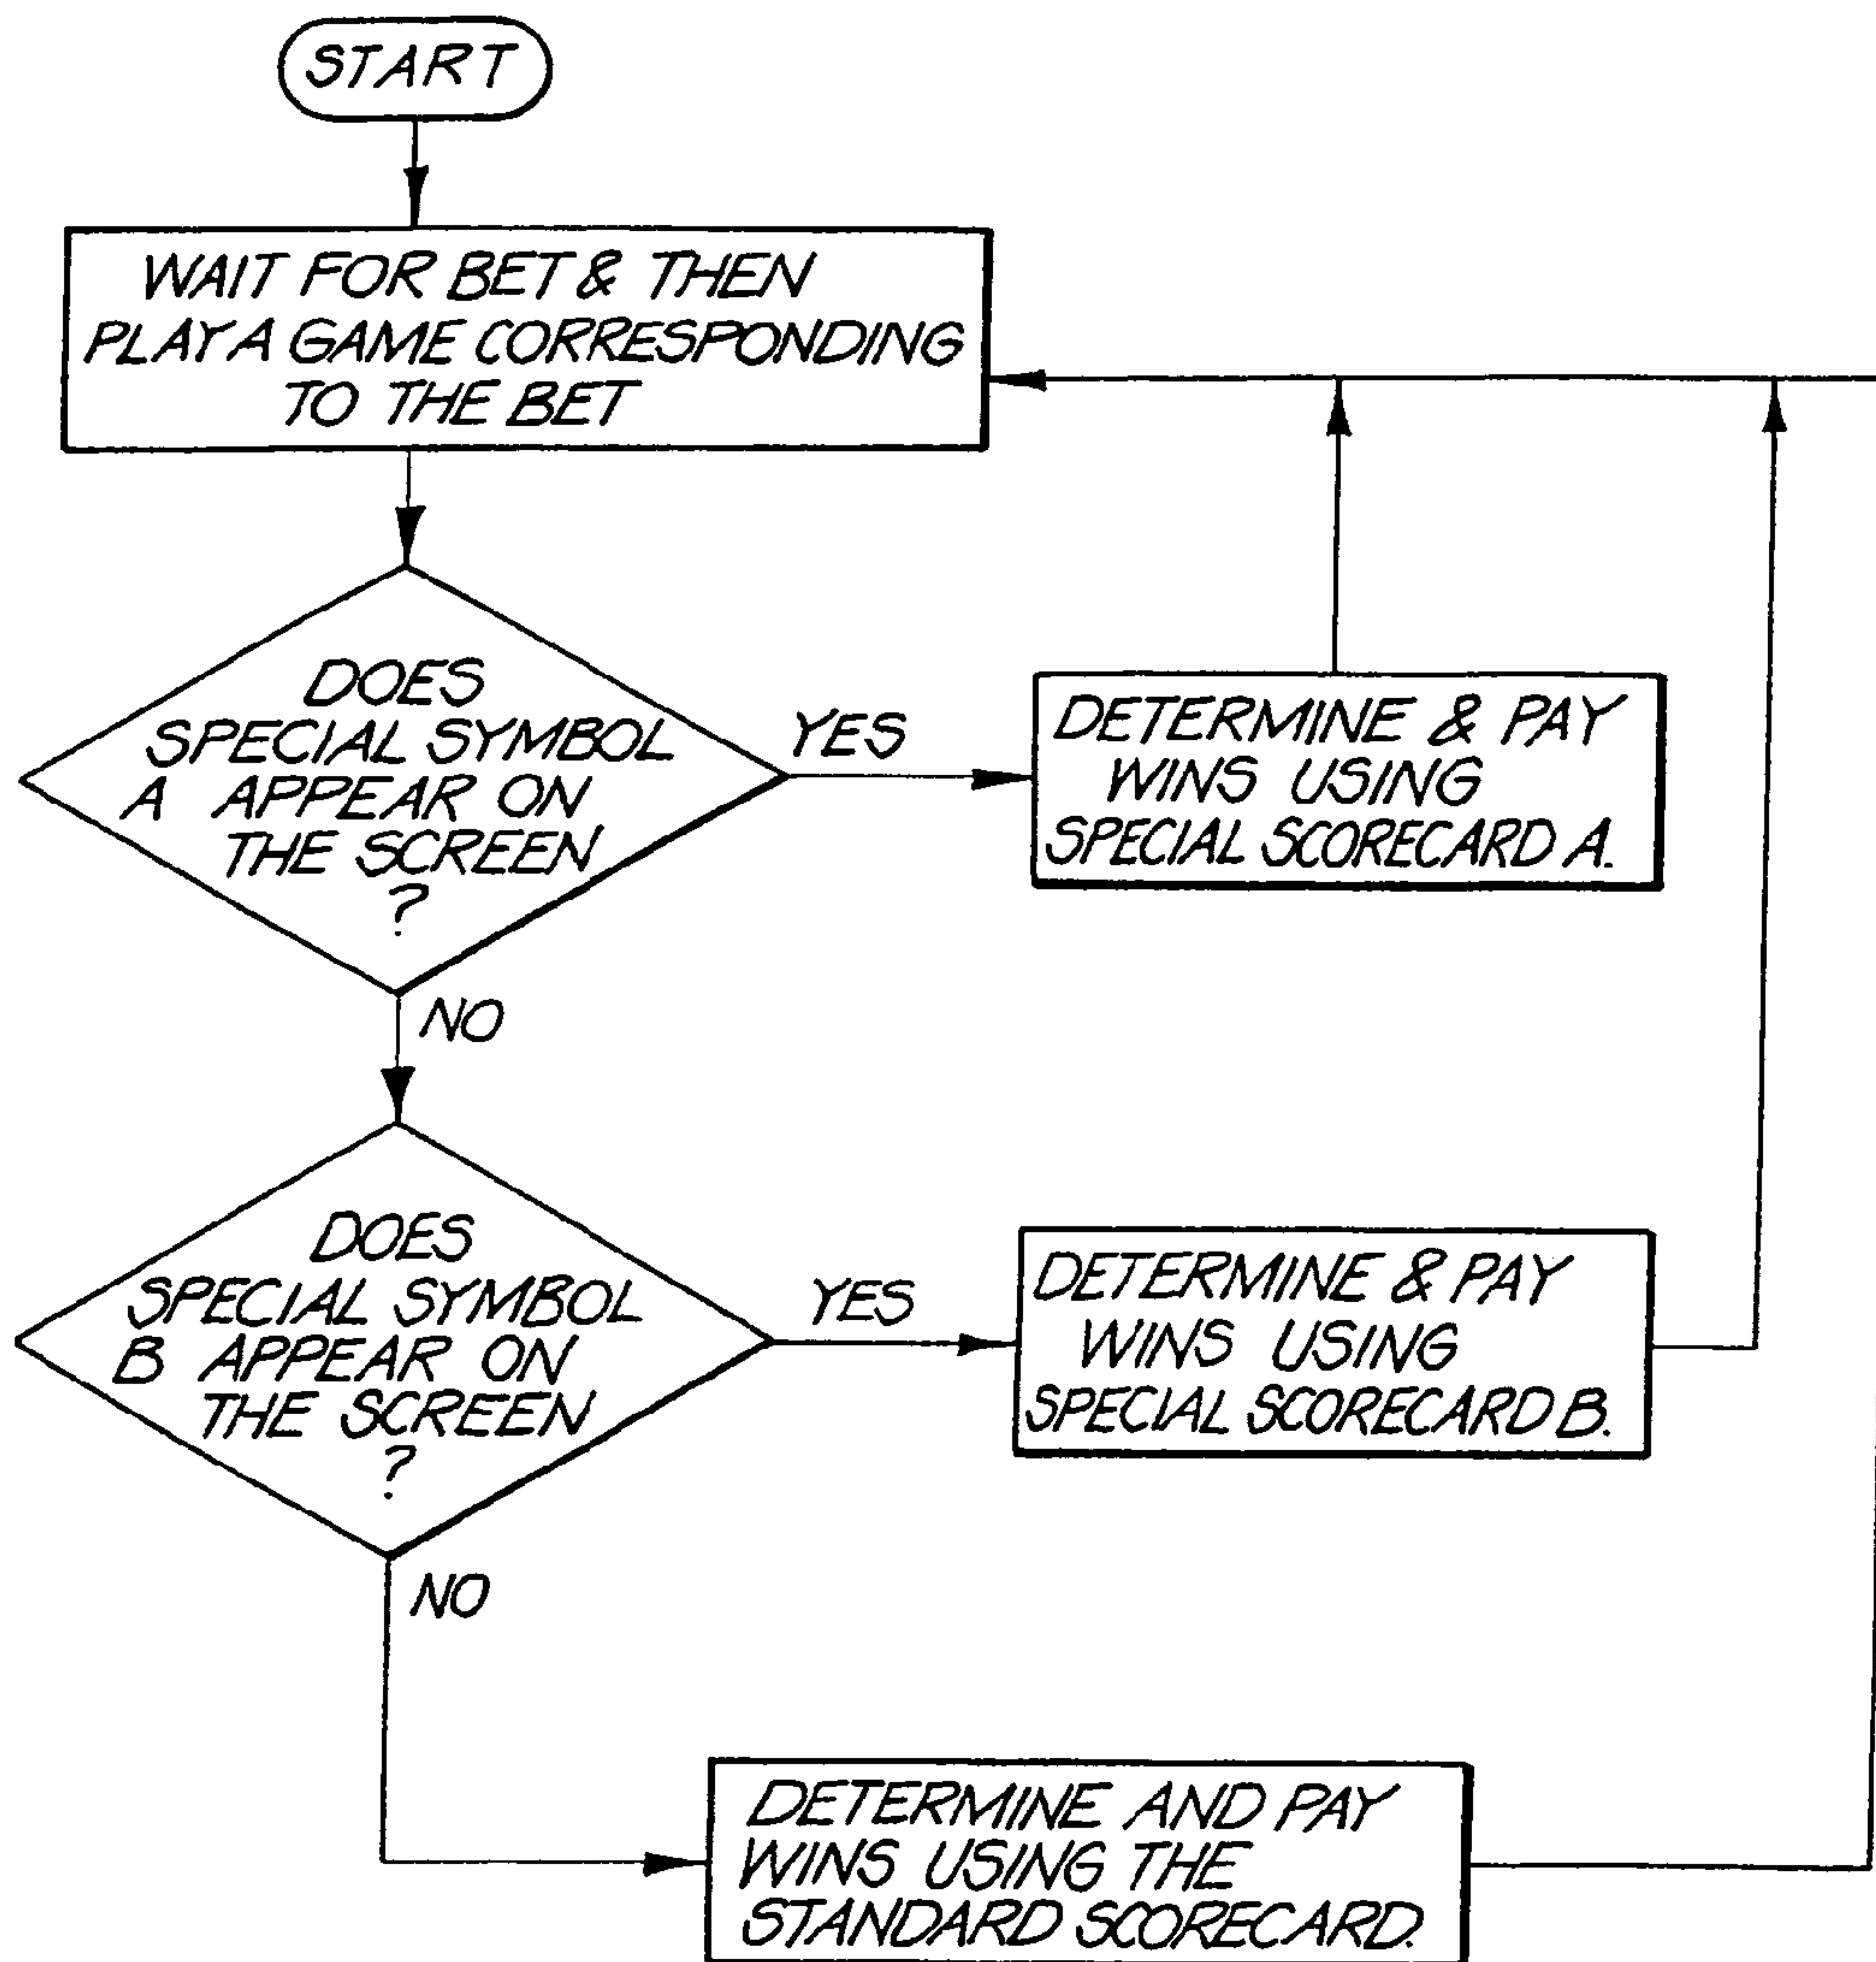 START
WAIT FOR BET & THEN
PLAY A GAME CORRESPONDING
TO THE BET
DOES
SPECIAL SYMBOL
A APPEAR ON
THE SCREEN
?
YES
DETERMINE & PAY
WINS USING
SPECIAL SCORECARD A.
NO
DOES
SPECIAL SYMBOL
B APPEAR ON
THE SCREEN
?
YES
DETERMINE & PAY
WINS USING
SPECIAL SCORECARD B.
NO
DETERMINE AND PAY
WINS USING THE
STANDARD SCORECARD.